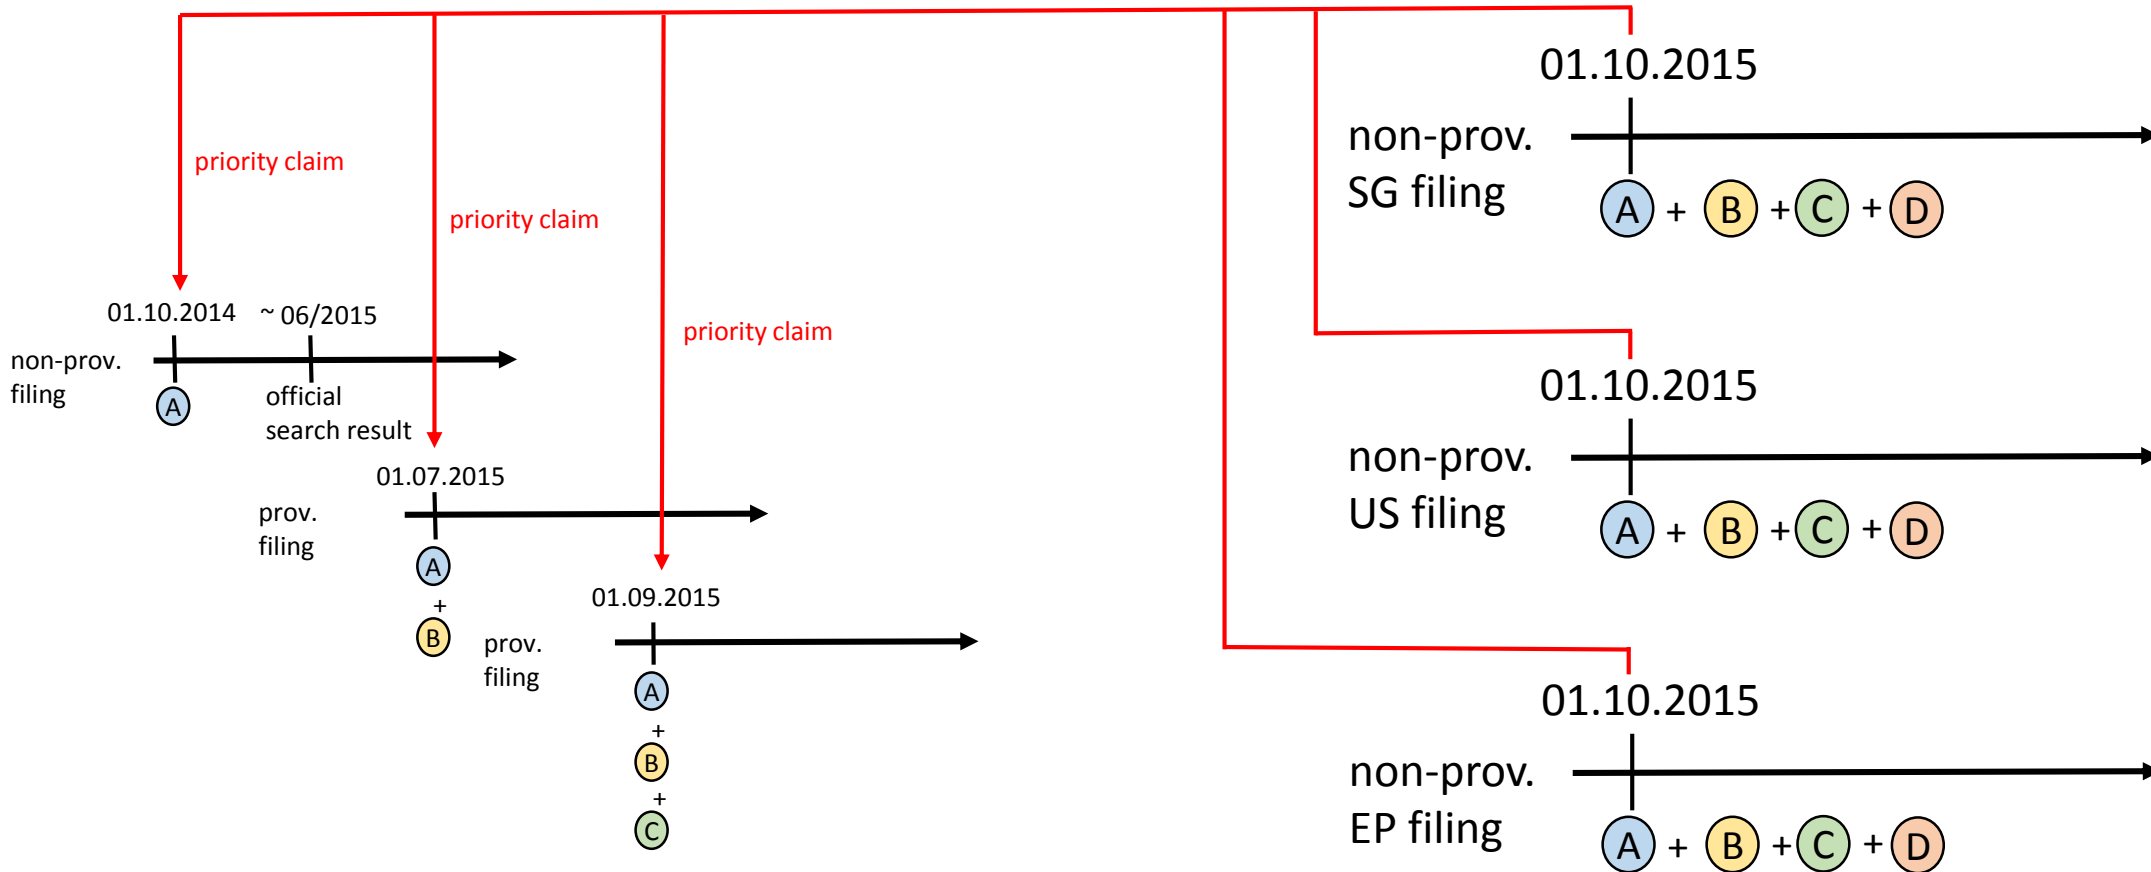 priority claim
priority claim
priority claim
01.10.2014
~ 06/2015
non-prov.
filing
A
official
search result
01.07.2015
prov.
filing
A
+
B
01.09.2015
prov.
filing
A
+
B
+
C
01.10.2015
non-prov.
SG filing
A + B + C + D
01.10.2015
non-prov.
US filing
A + B + C + D
01.10.2015
non-prov.
EP filing
A + B + C + D